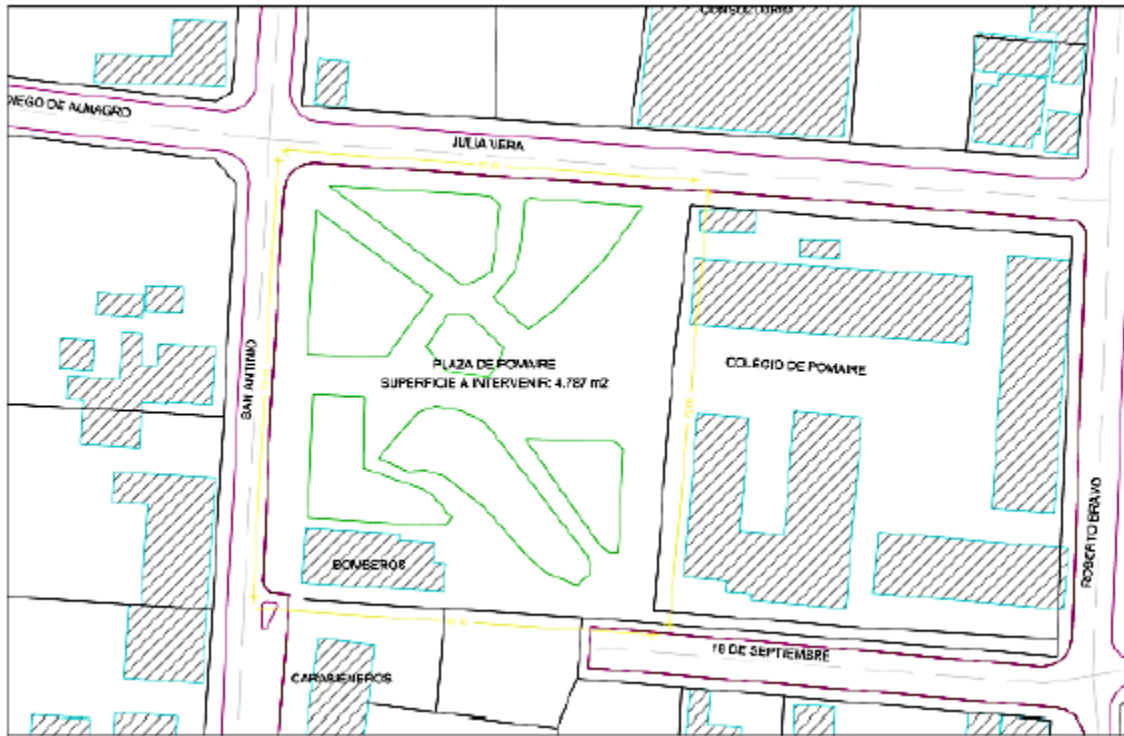 CONSULTORIO
DIEGO DE ALMAGRO
JULIA VERA
PLAZA DE POMAIRE
SUPERFICIE A INTERVENIR: 4.787 m2
COLEGIO DE POMAIRE
SAN ANTONIO
ROBERTO BRAVO
BOMBEROS
18 DE SEPTIEMBRE
CARABINEROS